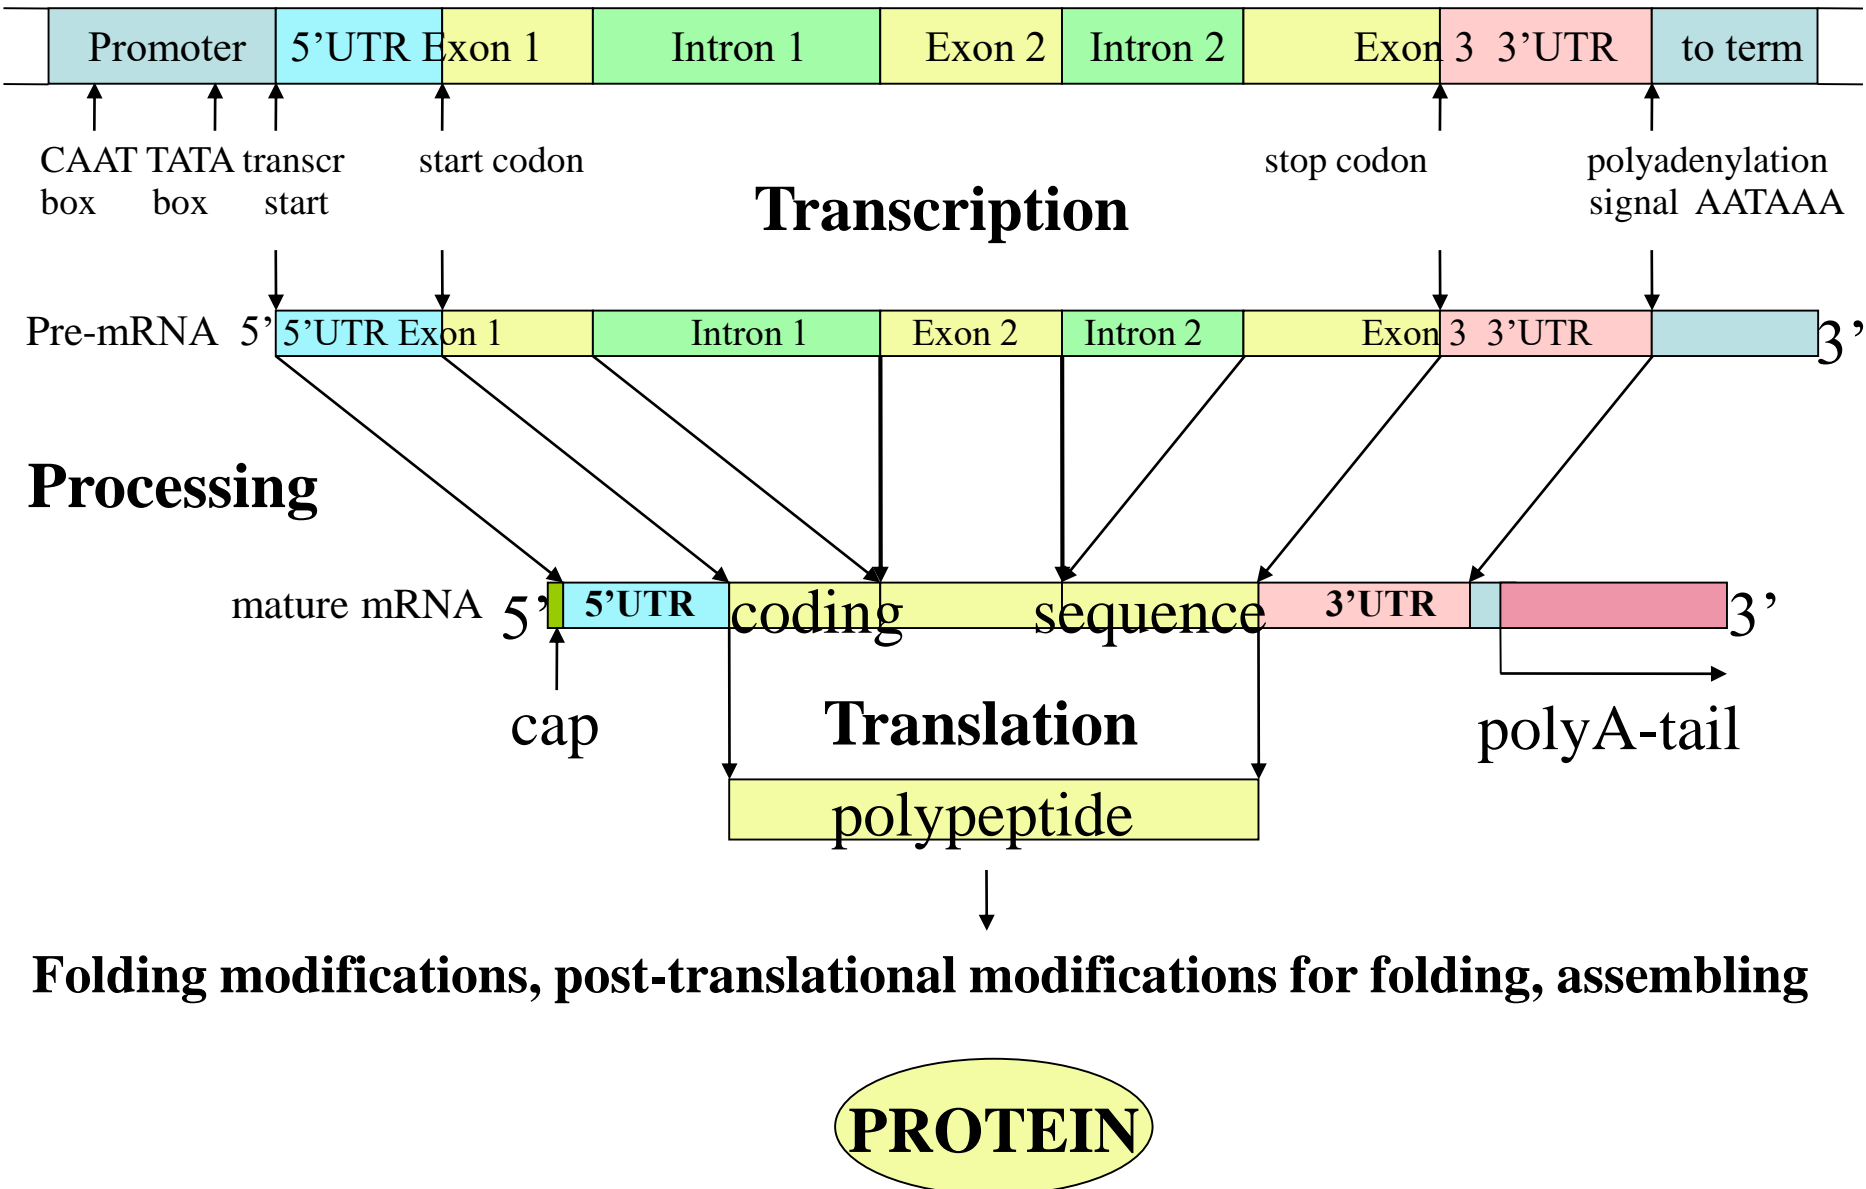 Promoter 5’UTR Exon 1 Intron 1 Exon 2 Intron 2 Exon 3 3’UTR to term
CAAT TATA transcr start codon stop codon polyadenylation
box box start signal AATAAA
Transcription
Pre-mRNA 5’ 5’UTR Exon 1 Intron 1 Exon 2 Intron 2 Exon 3 3’UTR 3’
Processing
mature mRNA 5’ 5’UTR coding sequence 3’UTR 3’
cap Translation polyA-tail
polypeptide
Folding modifications, post-translational modifications for folding, assembling
PROTEIN